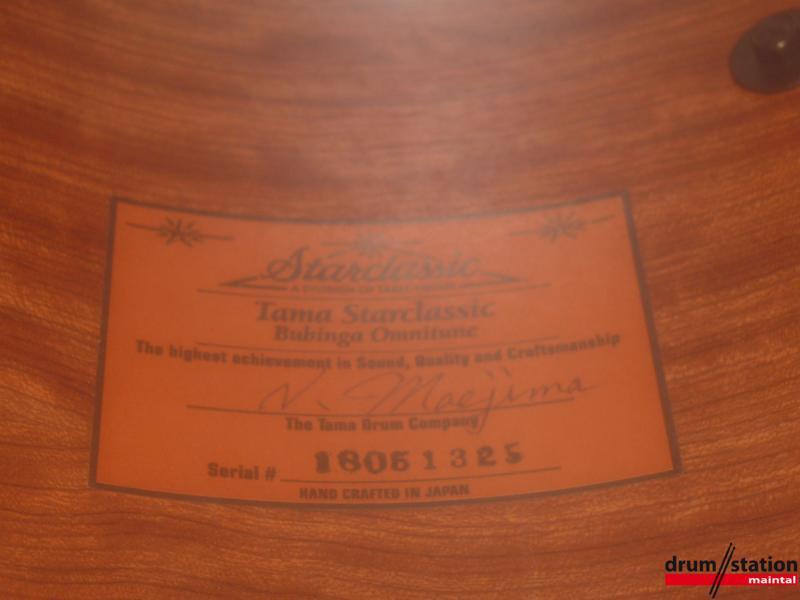 Starclassic
Tama Starclassic
Bubinga Omnitune
The highest achievement in Sound, Quality and Craftsmanship
N. Maejima
The Tama Drum Company
Serial # 18061325
HAND CRAFTED IN JAPAN
drum//station
maintal